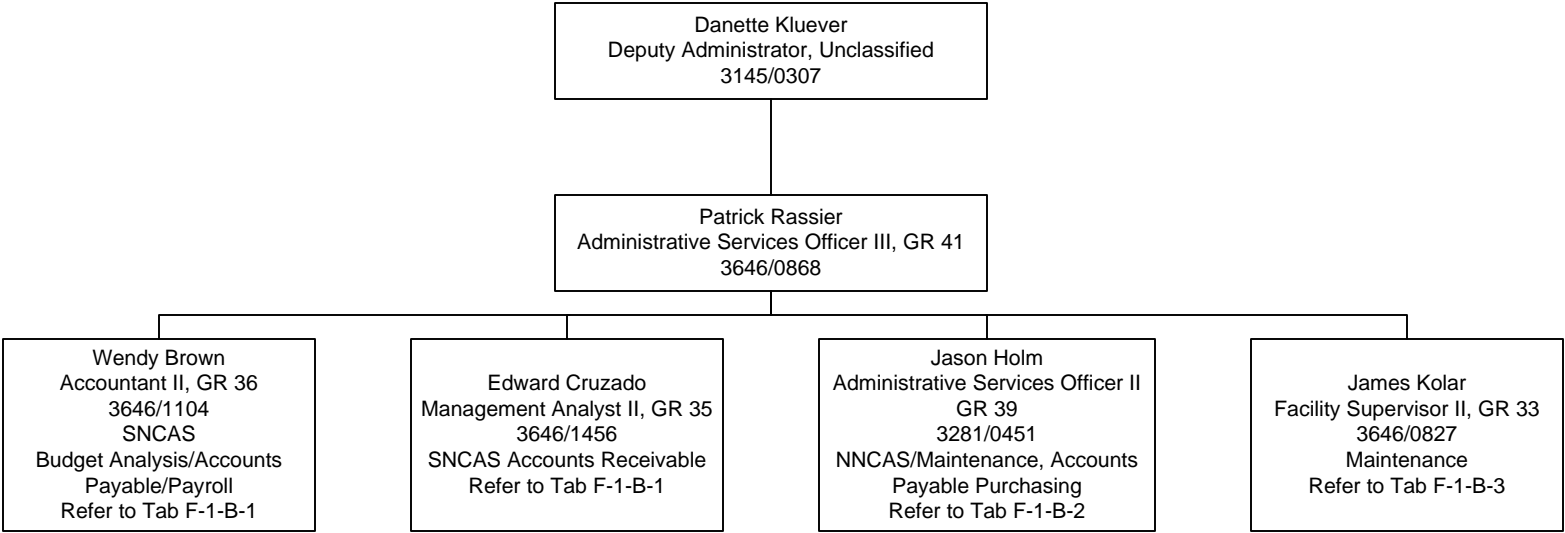 Danette Kluever
Deputy Administrator, Unclassified
3145/0307
Patrick Rassier
Administrative Services Officer III, GR 41
3646/0868
Wendy Brown
Accountant II, GR 36
3646/1104
SNCAS
Budget Analysis/Accounts
Payable/Payroll
Refer to Tab F-1-B-1
Edward Cruzado
Management Analyst II, GR 35
3646/1456
SNCAS Accounts Receivable
Refer to Tab F-1-B-1
Jason Holm
Administrative Services Officer II
GR 39
3281/0451
NNCAS/Maintenance, Accounts
Payable Purchasing
Refer to Tab F-1-B-2
James Kolar
Facility Supervisor II, GR 33
3646/0827
Maintenance
Refer to Tab F-1-B-3